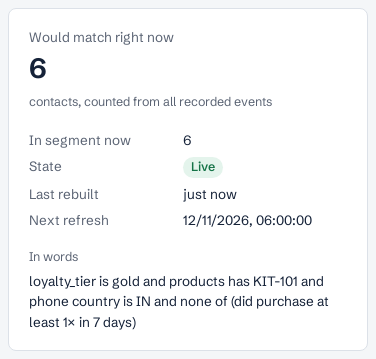 Would match right now
6
contacts, counted from all recorded events
In segment now 6
State Live
Last rebuilt just now
Next refresh 12/11/2026, 06:00:00
In words
loyalty_tier is gold and products has KIT-101 and
phone country is IN and none of (did purchase at
least 1× in 7 days)